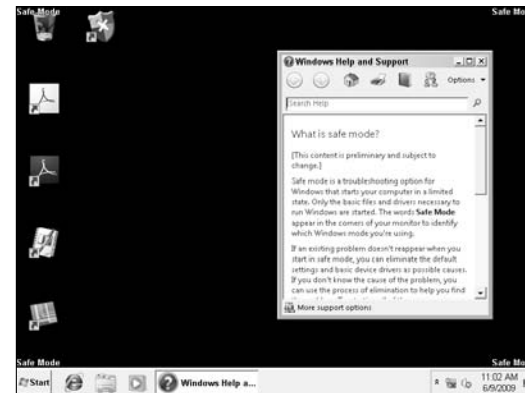 Safe Mode
Safe Mo
Windows Help and Support
Options
Search Help
What is safe mode?
[This content is preliminary and subject to
change.]
Safe mode is a troubleshooting option for
Windows that starts your computer in a limited
state. Only the basic files and drivers necessary to
run Windows are started. The words Safe Mode
appear in the corners of your monitor to identify
which Windows mode you're using.
If an existing problem doesn't reappear when you
start in safe mode, you can eliminate the default
settings and basic device drivers as possible causes.
If you don't know the cause of the problem, you
can use the process of elimination to help you find
More support options
Safe Mode
Safe Mo
Start
Windows Help a...
11:02 AM
6/9/2009